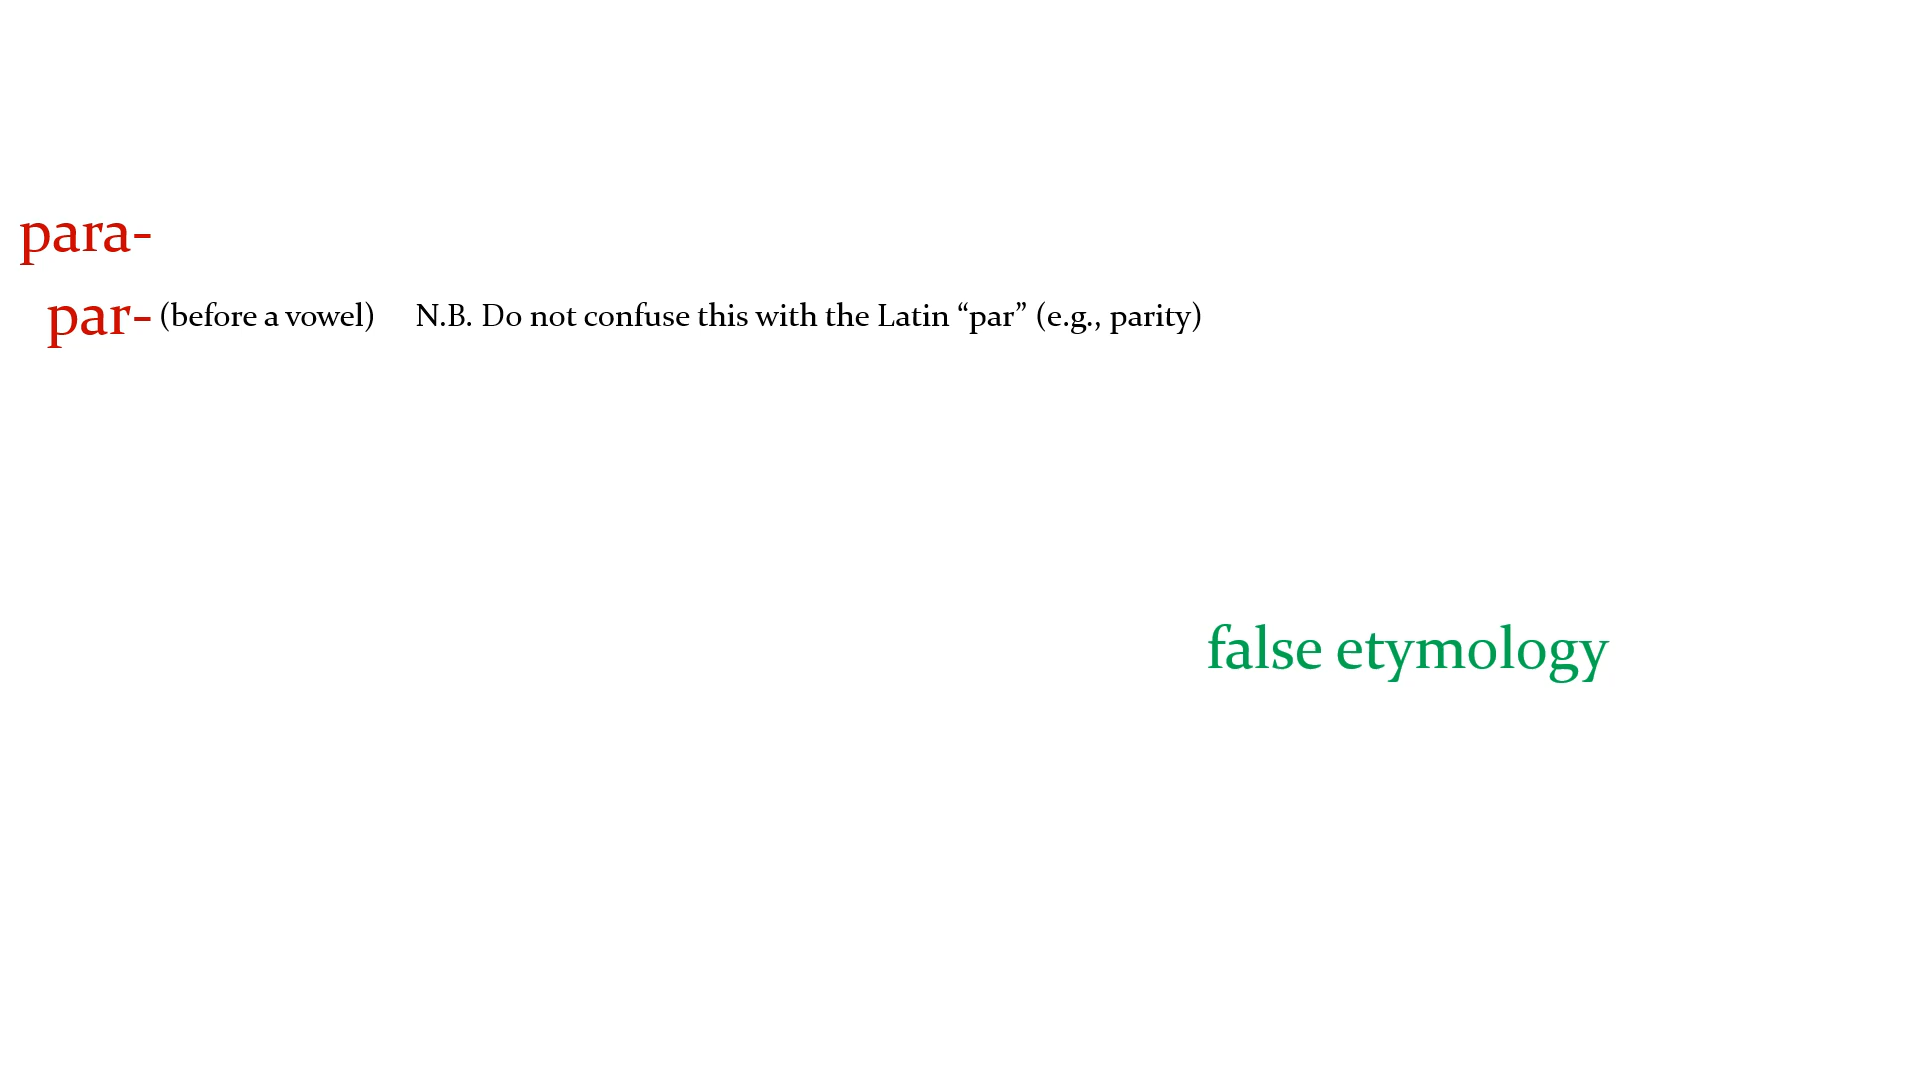 para-
par- (before a vowel) N.B. Do not confuse this with the Latin “par” (e.g., parity)
false etymology